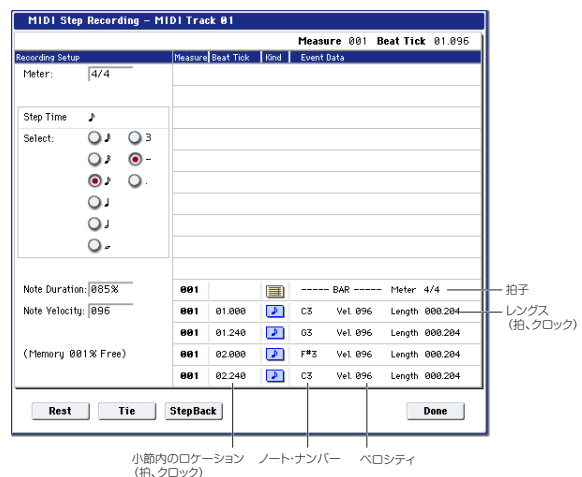 MIDI Step Recording – MIDI Track 01
Measure 001 Beat Tick 01.096
Recording Setup Measure Beat Tick Kind Event Data
Meter: 4/4
Step Time
Select: 3
-
.
Note Duration: 085%
Note Velocity: 096
(Memory 001% Free)
001 ----- BAR ----- Meter 4/4
001 01.000 C3 Vel. 096 Length 000.204
001 01.240 G3 Vel. 096 Length 000.204
001 02.000 F#3 Vel. 096 Length 000.204
001 02.240 C3 Vel. 096 Length 000.204
Rest Tie StepBack Done
拍子
レングス
(拍、クロック)
小節内のロケーション
(拍、クロック)
ノート・ナンバー
ベロシティ